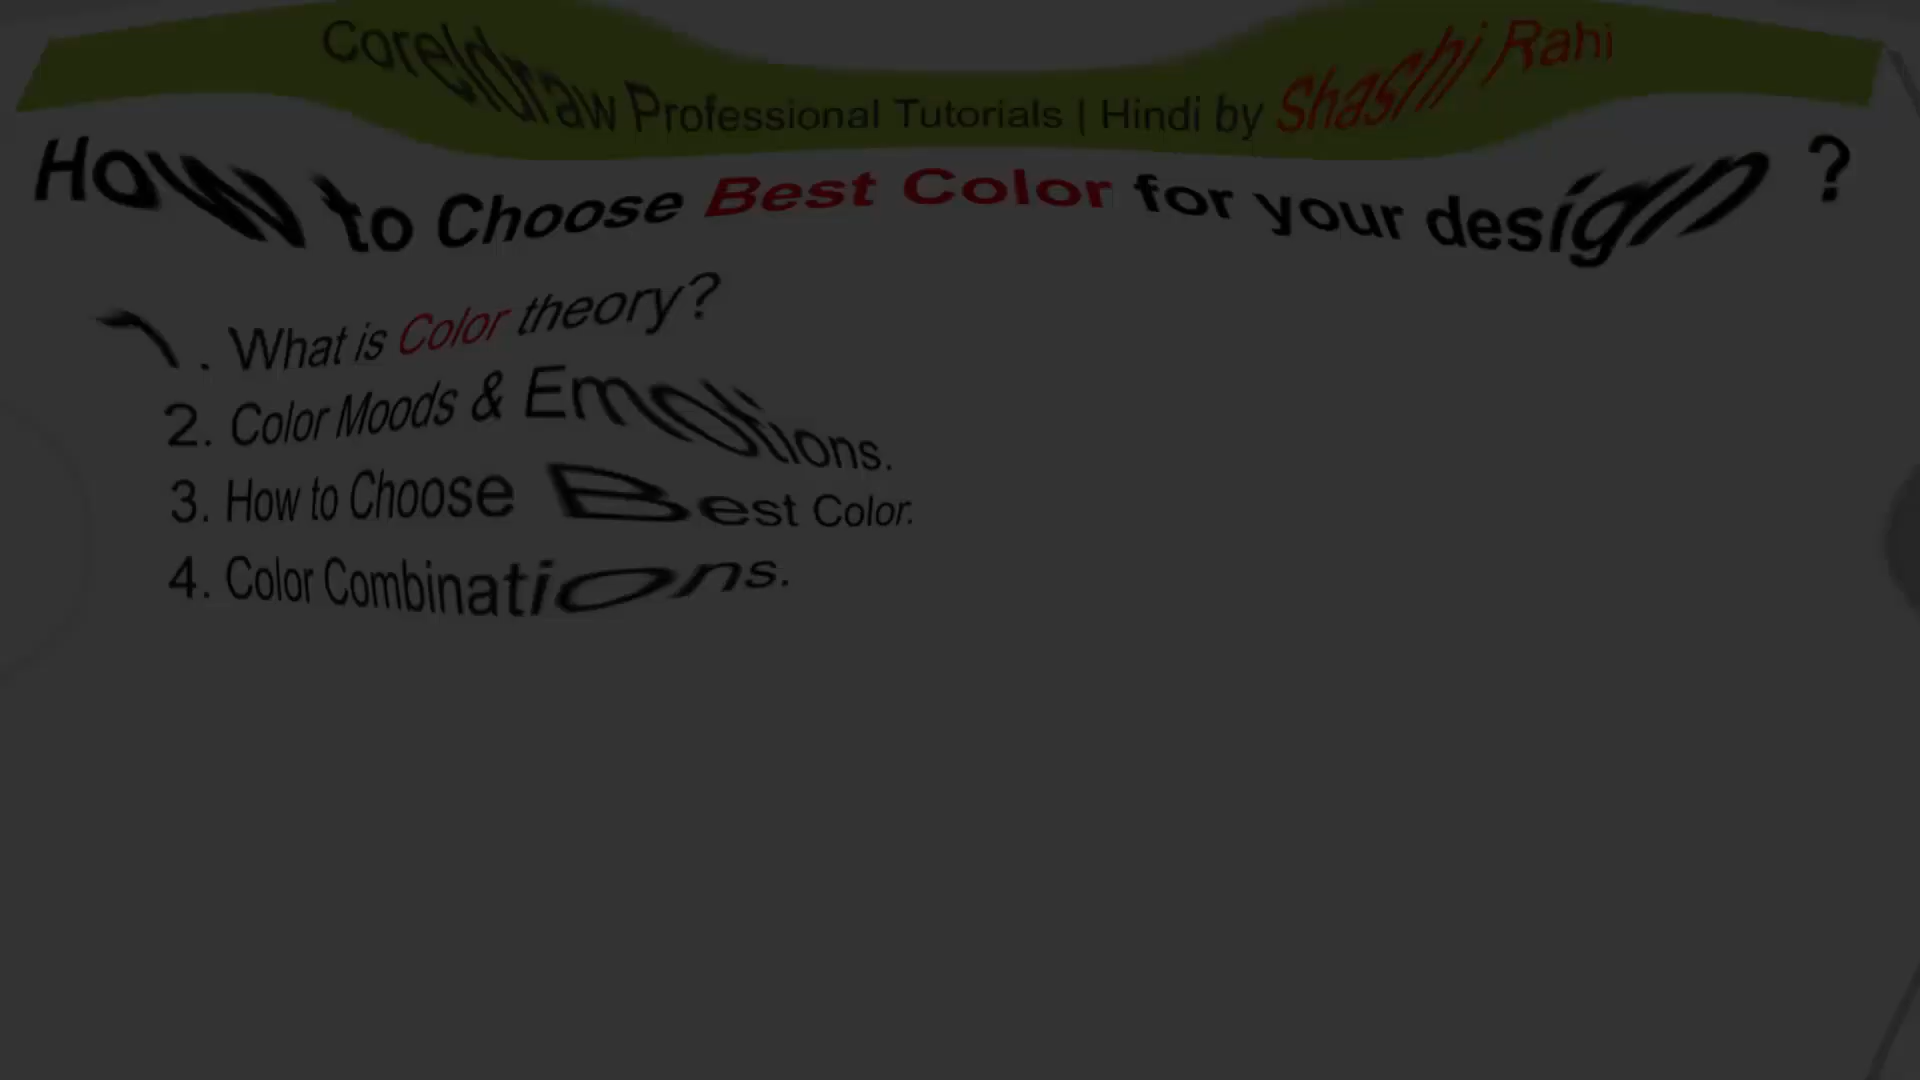 Coreldraw Professional Tutorials | Hindi by Shashi Rahi
How to Choose Best Color for your design ?
1. What is Color theory?
2. Color Moods & Emotions.
3. How to Choose Best Color.
4. Color Combinations.